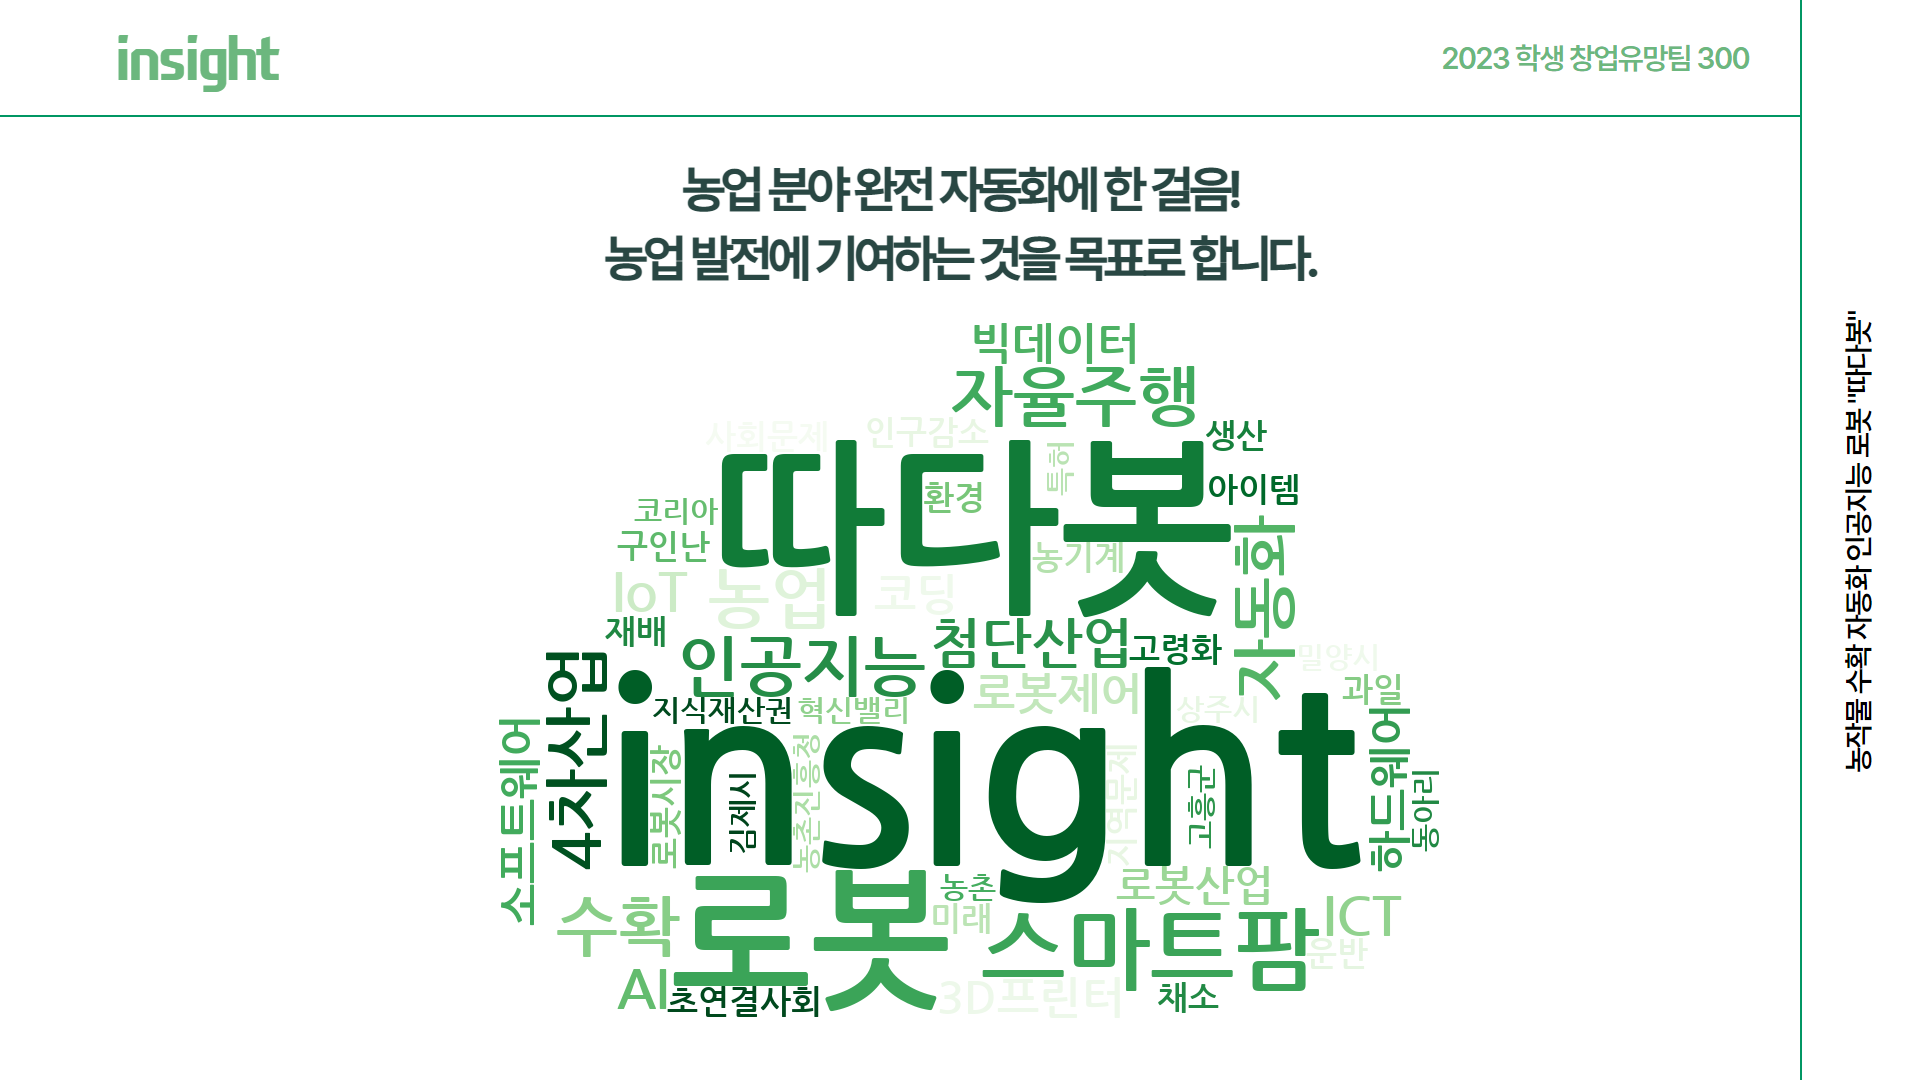 insight
2023 학생 창업유망팀 300
농업 분야 완전 자동화에 한 걸음!
농업 발전에 기여하는 것을 목표로 합니다.
빅데이터
자율주행
사회문제
인구감소
생산
따다봇
특허
환경
아이템
코리아
구인난
농기계
자동화
IoT
농업
코딩
재배
인공지능
첨단산업
고령화
밀양시
4차산업
로봇제어
과일
지식재산권
혁신밸리
상주시
insight
소프트웨어
로봇시장
김제시
농촌진흥청
지역문제
고흥군
하드웨어
동아리
수확
로봇
농촌
미래
로봇산업
스마트팜
ICT
운반
AI
초연결사회
3D프린터
채소
농작물 수확 자동화 인공지능 로봇 "따다봇"